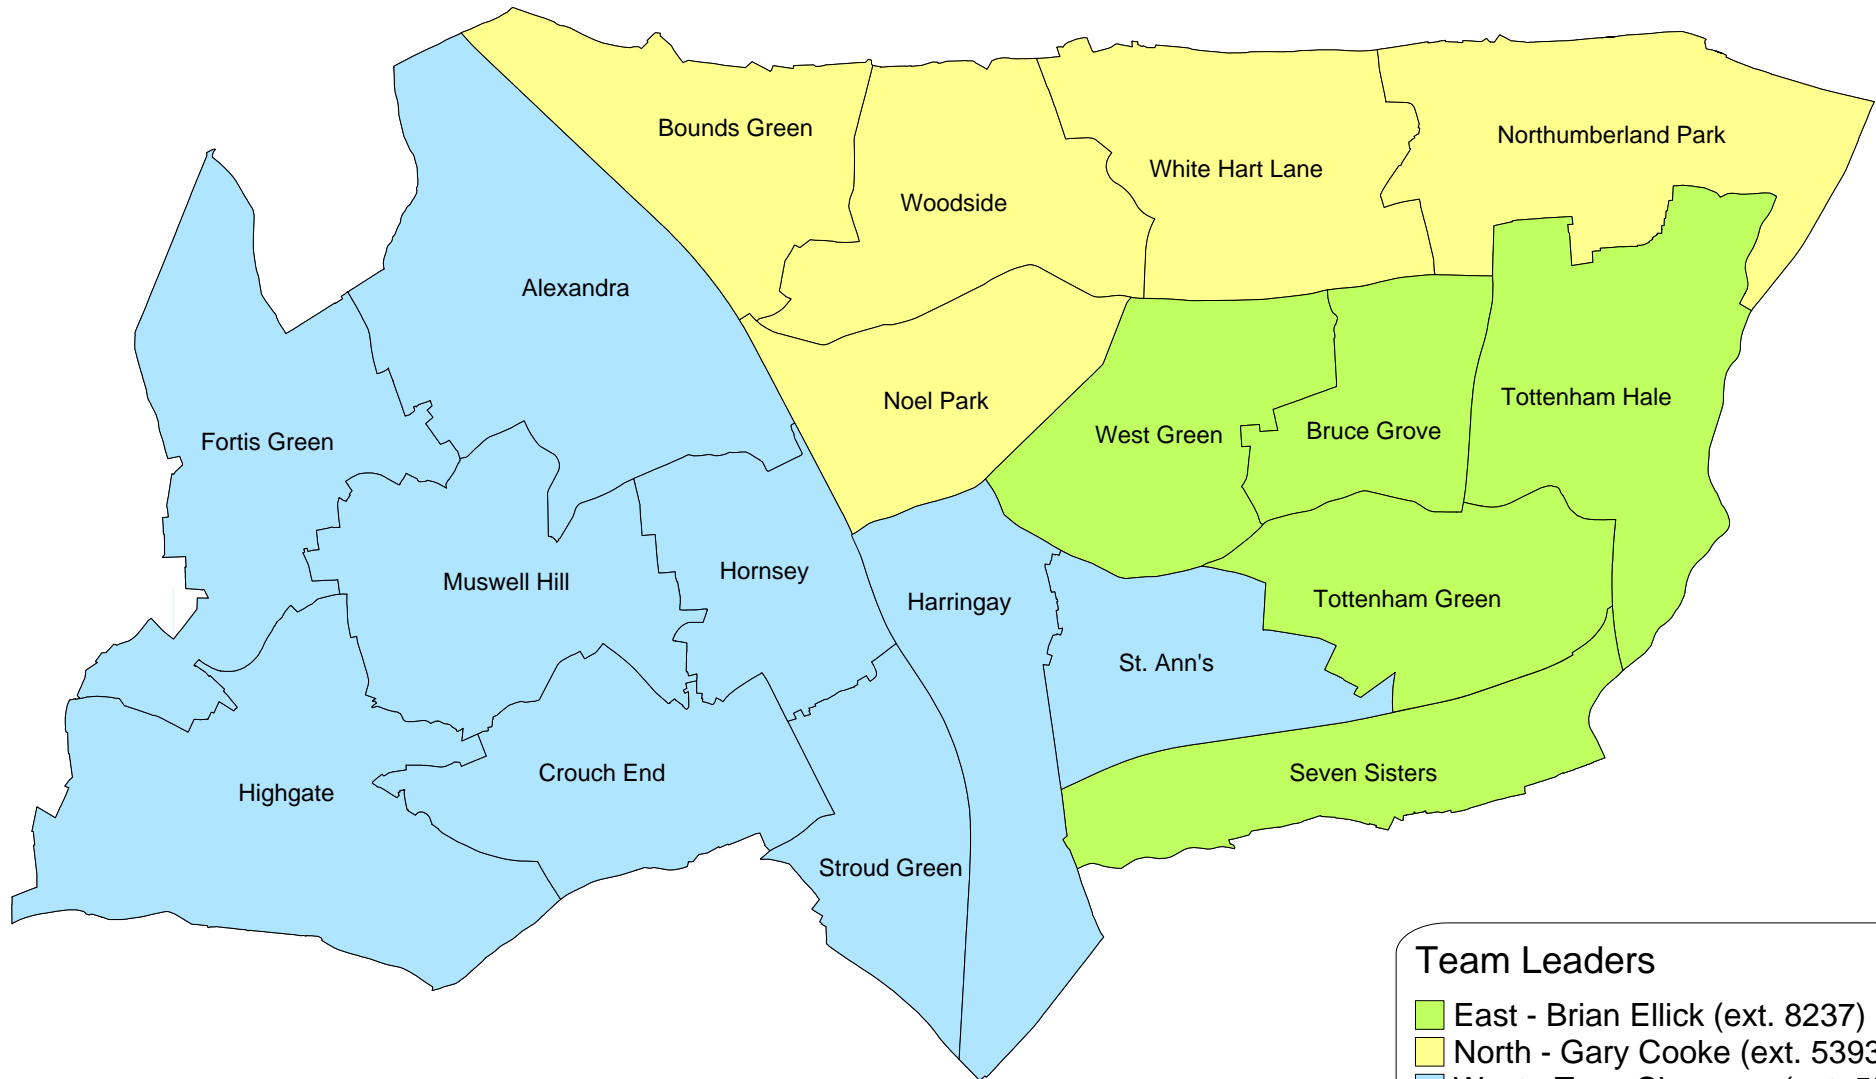 Bounds Green
Northumberland Park
White Hart Lane
Woodside
Alexandra
Noel Park
Tottenham Hale
Fortis Green
West Green
Bruce Grove
Muswell Hill
Hornsey
Harringay
Tottenham Green
St. Ann's
Highgate
Crouch End
Seven Sisters
Stroud Green
Team Leaders
East - Brian Ellick (ext. 8237)
North - Gary Cooke (ext. 5393